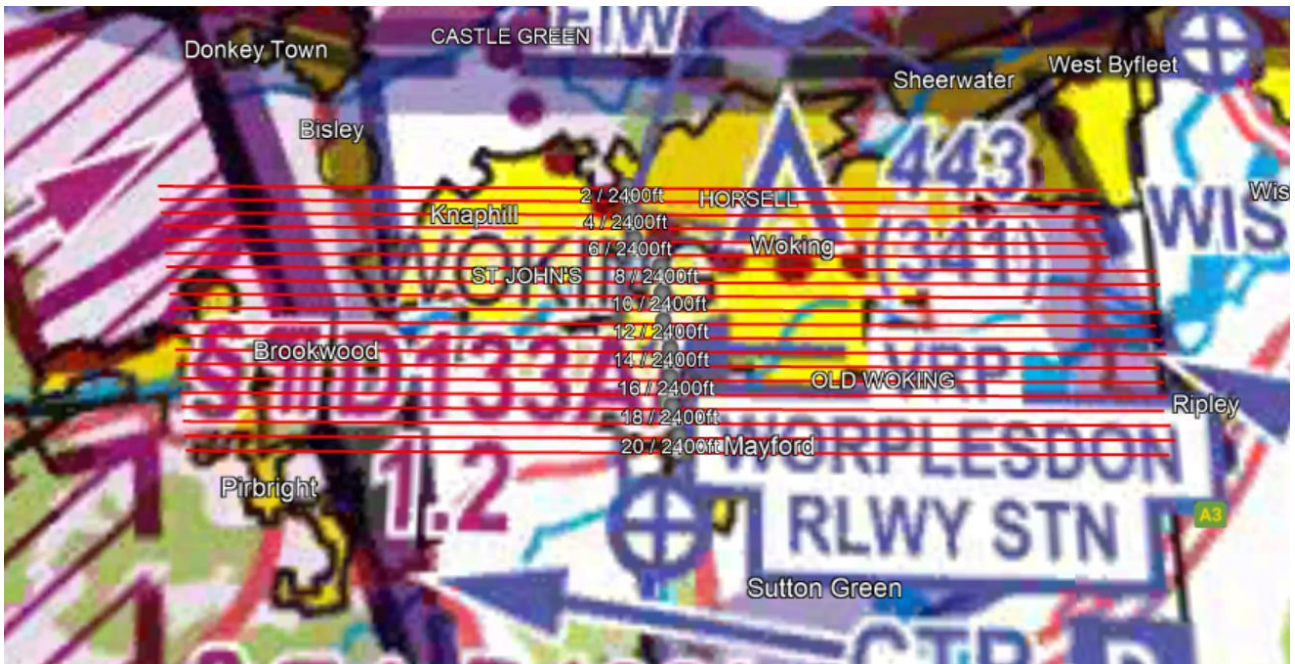 Donkey Town
CASTLE GREEN
Sheerwater
West Byfleet
Bisley
443
(341)
Wis
WIS
2 / 2400ft
HORSELL
Knaphill
4 / 2400ft
6 / 2400ft
Woking
WOKING
ST JOHN'S
8 / 2400ft
10 / 2400ft
12 / 2400ft
Brookwood
14 / 2400ft
VRP
16 / 2400ft
OLD WOKING
Ripley
18 / 2400ft
WORPLESDON
20 / 2400ft
Mayford
RLWY STN
Pirbright
1.2
A3
Sutton Green
CTR D